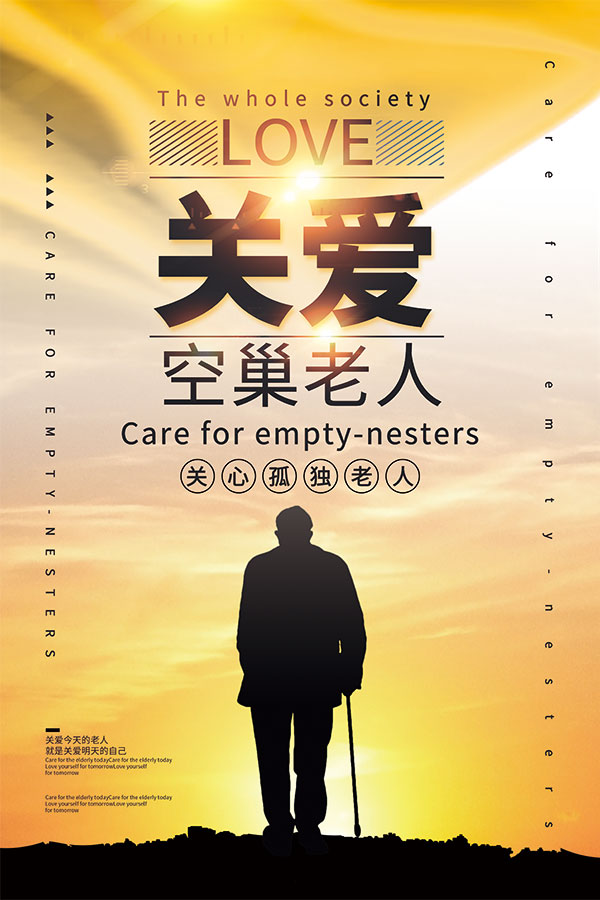 The whole society
LOVE
关爱
空巢老人
Care for empty-nesters
关心孤独老人
CARE FOR EMPTY-NESTERS
Care for empty-nesters
3
关爱今天的老人
就是关爱明天的自己
Care for the elderly todayCare for the elderly today
Love yourself for tomorrowLove yourself
for tomorrow
Care for the elderly todayCare for the elderly today
Love yourself for tomorrowLove yourself
for tomorrow